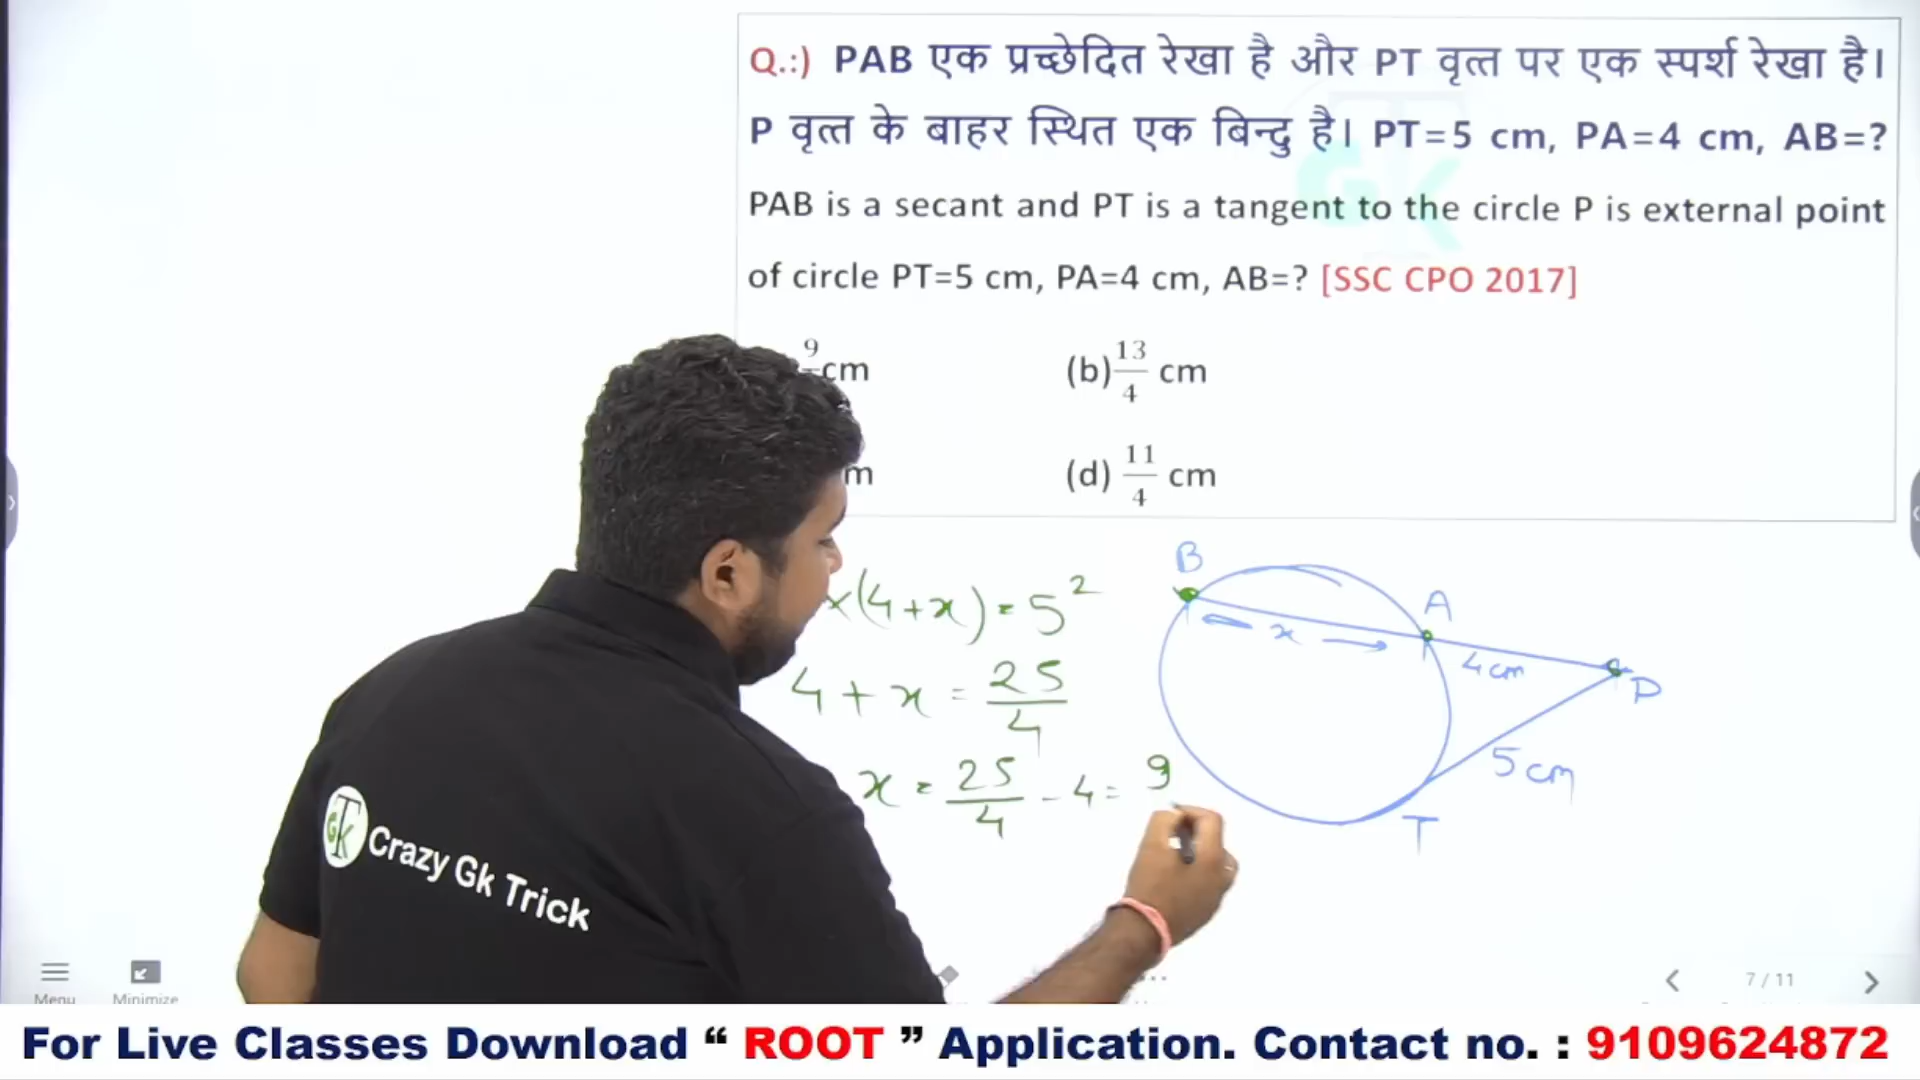 Q.:) PAB एक प्रच्छेदित रेखा है और PT वृत्त पर एक स्पर्श रेखा है।
P वृत्त के बाहर स्थित एक बिन्दु है। PT=5 cm, PA=4 cm, AB=?
PAB is a secant and PT is a tangent to the circle P is external point
of circle PT=5 cm, PA=4 cm, AB=? [SSC CPO 2017]
9 cm
(b) 13/4 cm
m
(d) 11/4 cm
×(4+x)=5²
4+x=25/4
x=25/4-4=9
B
A
x
4cm
P
5cm
T
GTK Crazy Gk Trick
Menu
Minimize
7 / 11
For Live Classes Download “ ROOT ” Application. Contact no. : 9109624872